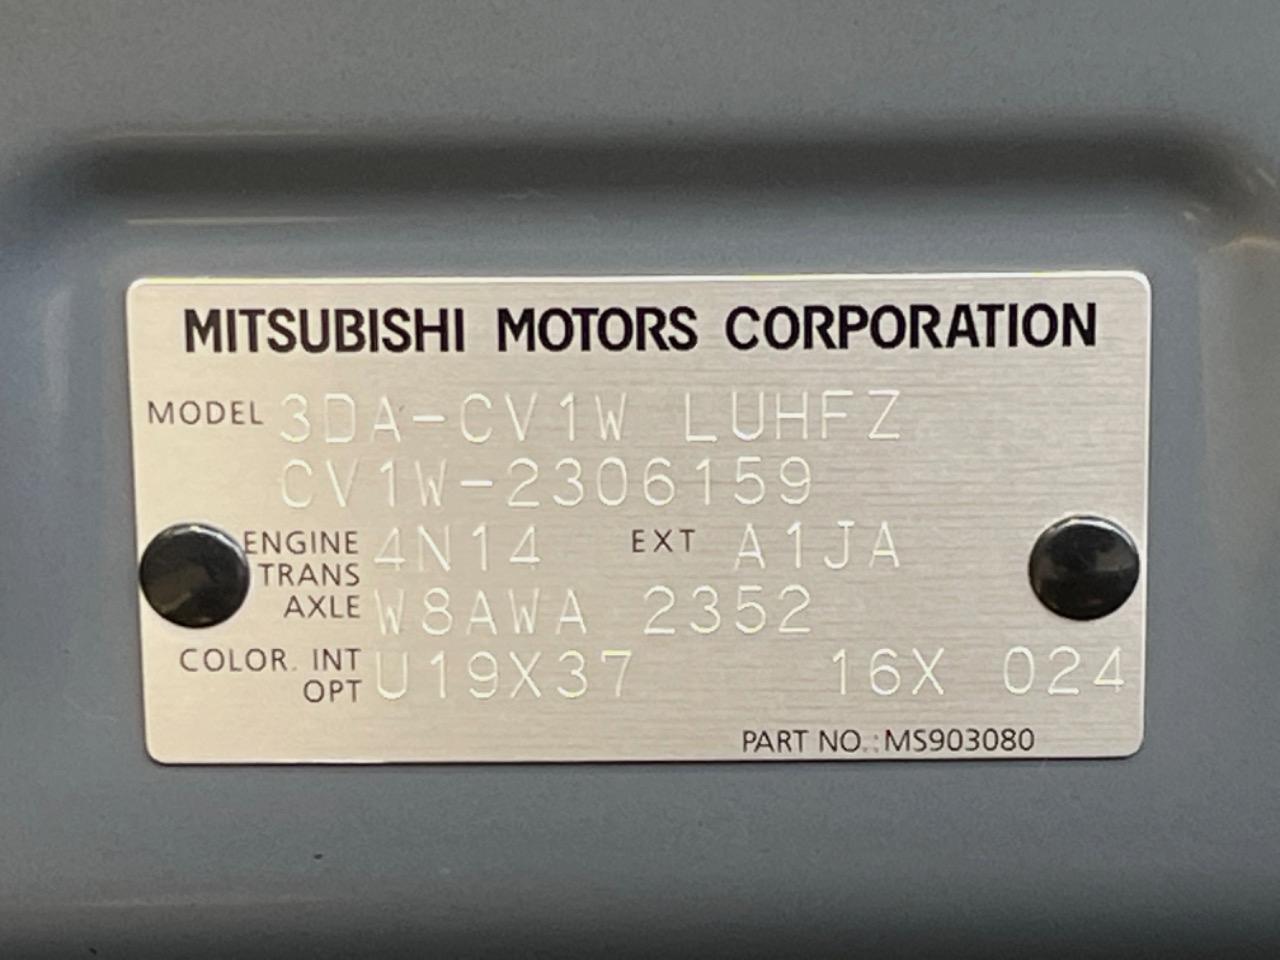 MITSUBISHI MOTORS CORPORATION
MODEL 3DA-CV1W LUHFZ
CV1W-2306159
ENGINE 4N14 EXT A1JA
TRANS
AXLE W8AWA 2352
COLOR. INT
OPT U19X37 16X 024
PART NO.:MS903080